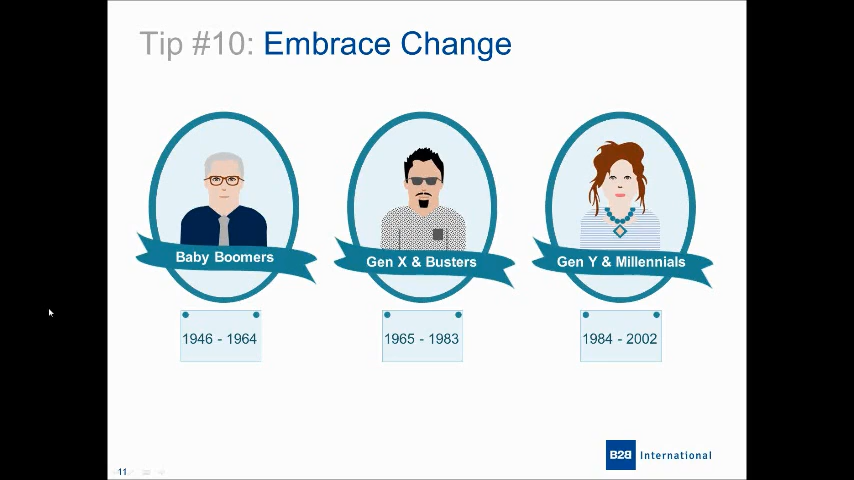 Tip #10: Embrace Change
Baby Boomers
Gen X & Busters
Gen Y & Millennials
1946 - 1964
1965 - 1983
1984 - 2002
B2B International
11